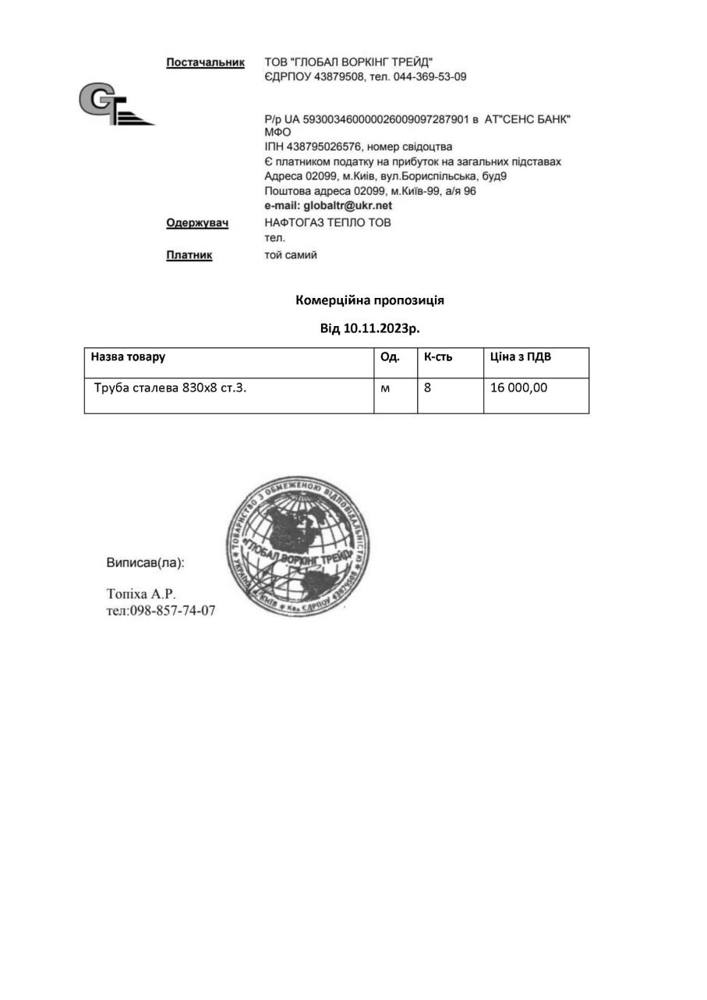 Постачальник ТОВ "ГЛОБАЛ ВОРКІНГ ТРЕЙД"
ЄДРПОУ 43879508, тел. 044-369-53-09
GT
Р/р UA 593003460000026009097287901 в АТ"СЕНС БАНК"
МФО
ІПН 438795026576, номер свідоцтва
Є платником податку на прибуток на загальних підставах
Адреса 02099, м.Київ, вул.Бориспільська, буд9
Поштова адреса 02099, м.Київ-99, а/я 96
e-mail: globaltr@ukr.net
Одержувач НАФТОГАЗ ТЕПЛО ТОВ
тел.
Платник той самий
Комерційна пропозиція
Від 10.11.2023р.
Назва товару Од. К-сть Ціна з ПДВ
Труба сталева 830х8 ст.3. м 8 16 000,00
ТОВАРИСТВО З ОБМЕЖЕНОЮ ВІДПОВІДАЛЬНІСТЮ
"ГЛОБАЛ ВОРКІНГ ТРЕЙД"
УКРАЇНА м.КИЇВ * Код ЄДРПОУ 43879508 *
Виписав(ла):
Топіха А.Р.
тел:098-857-74-07